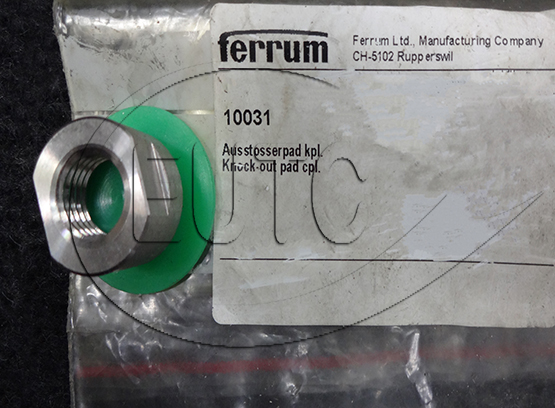 ferrum
Ferrum Ltd., Manufacturing Company
CH-5102 Rupperswil
10031
Ausstosserpad kpl.
Knock-out pad cpl.
EUTC